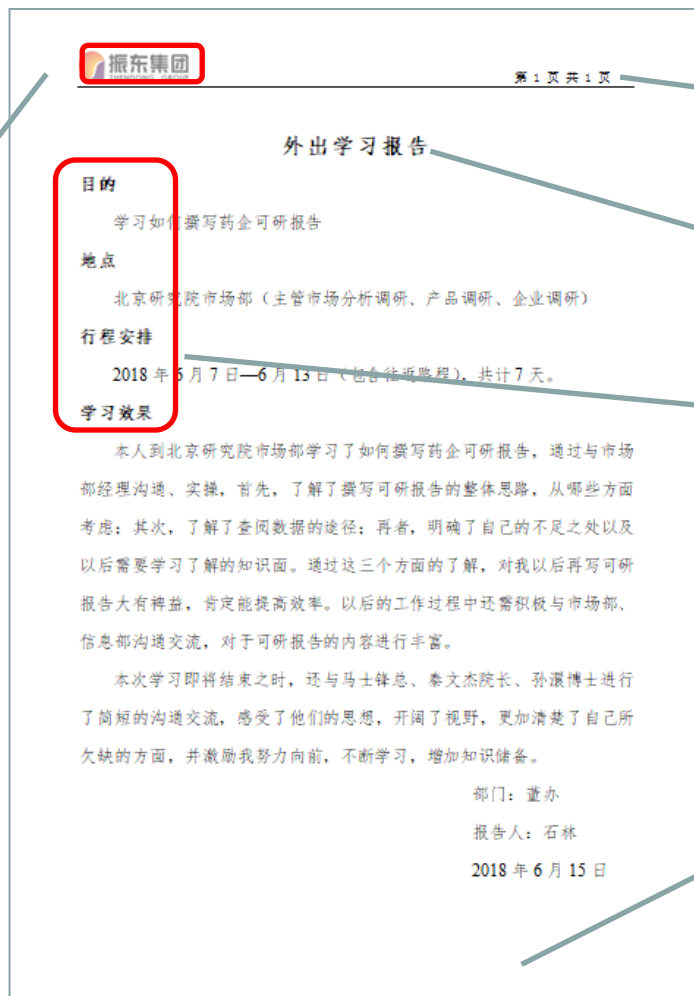 振东集团
ZHENDONG GROUP
第 1 页 共 1 页
外出学习报告
目的
学习如何撰写药企可研报告
地点
北京研究院市场部（主管市场分析调研、产品调研、企业调研）
行程安排
2018 年 6 月 7 日—6 月 13 日（包含往返路程），共计 7 天。
学习效果
本人到北京研究院市场部学习了如何撰写药企可研报告，通过与市场
部经理沟通、实操，首先，了解了撰写可研报告的整体思路，从哪些方面
考虑；其次，了解了查阅数据的途径；再者，明确了自己的不足之处以及
以后需要学习了解的知识面。通过这三个方面的了解，对我以后再写可研
报告大有裨益，肯定能提高效率。以后的工作过程中还需积极与市场部、
信息部沟通交流，对于可研报告的内容进行丰富。
本次学习即将结束之时，还与马士锋总、秦文杰院长、孙灏博士进行
了简短的沟通交流，感受了他们的思想，开阔了视野，更加清楚了自己所
欠缺的方面，并激励我努力向前，不断学习，增加知识储备。
部门：董办
报告人：石林
2018 年 6 月 15 日